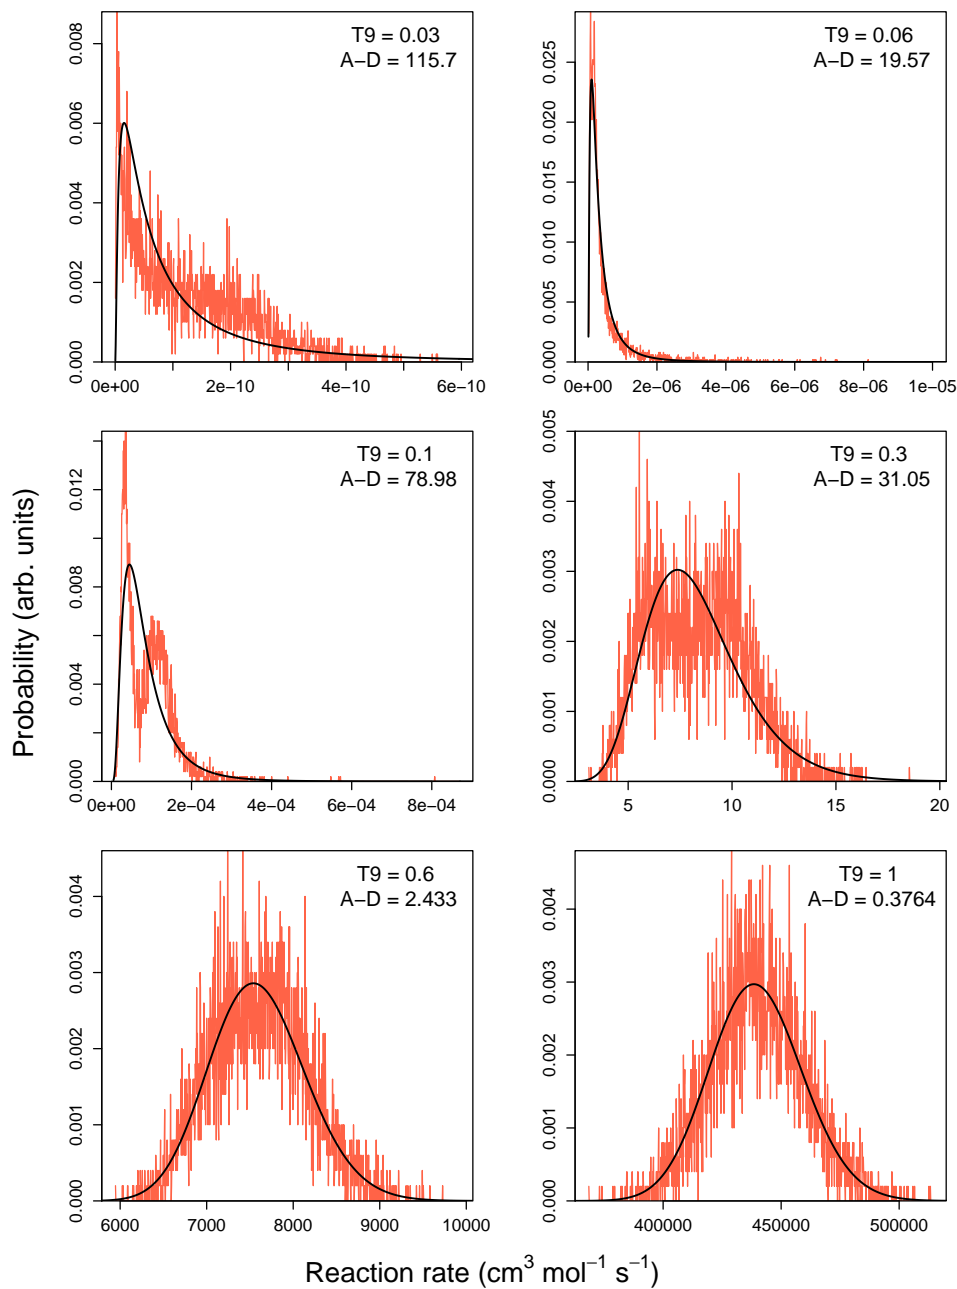 T9 = 0.03
A−D = 115.7
0.000
0.002
0.004
0.006
0.008
0e+00
2e−10
4e−10
6e−10
T9 = 0.06
A−D = 19.57
0.000
0.005
0.010
0.015
0.020
0.025
0e+00
2e−06
4e−06
6e−06
8e−06
1e−05
T9 = 0.1
A−D = 78.98
0.000
0.004
0.008
0.012
0e+00
2e−04
4e−04
6e−04
8e−04
T9 = 0.3
A−D = 31.05
0.000
0.001
0.002
0.003
0.004
0.005
5
10
15
20
T9 = 0.6
A−D = 2.433
0.000
0.001
0.002
0.003
0.004
6000
7000
8000
9000
10000
T9 = 1
A−D = 0.3764
0.000
0.001
0.002
0.003
0.004
400000
450000
500000
Probability (arb. units)
Reaction rate (cm³ mol⁻¹ s⁻¹)